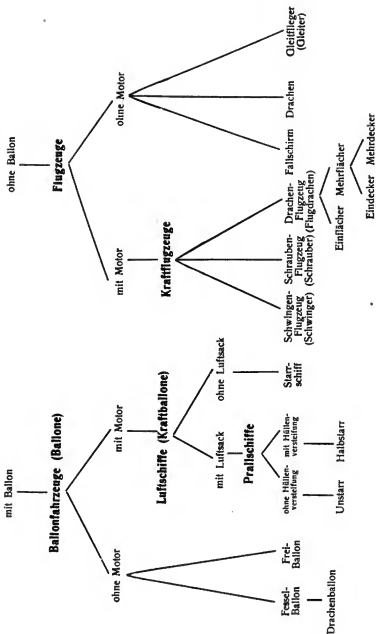 mit Ballon
Ballonfahrzeuge (Ballone)
ohne Motor
mit Motor
Luftschiffe (Kraftballone)
mit Luftsack
ohne Luftsack
Prallschiffe
Starr-
schiff
ohne Hüllen-
versteifung
mit Hüllen-
versteifung
Fessel-
Ballon
Frei-
Ballon
Unstarr
Halbstarr
Drachenballon
ohne Ballon
Flugzeuge
mit Motor
ohne Motor
Kraftflugzeuge
Schwingen-
Flugzeug
(Schwinger)
Schrauben-
Flugzeug
(Schrauber)
Drachen-
Flugzeug
(Flugdrachen)
Fallschirm
Drachen
Gleitflieger
(Gleiter)
Einflächer
Mehrflächer
Eindecker
Mehrdecker